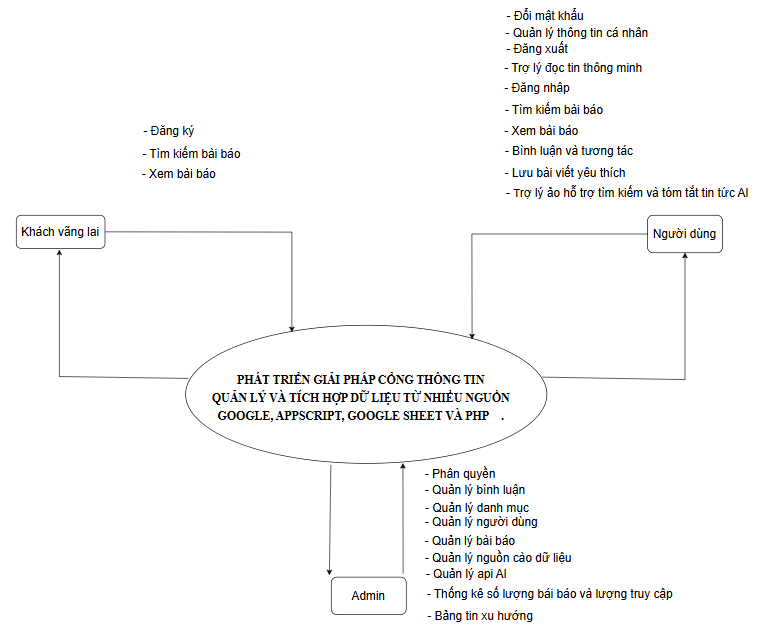 - Đổi mật khẩu
- Quản lý thông tin cá nhân
- Đăng xuất
- Trợ lý đọc tin thông minh
- Đăng nhập
- Tìm kiếm bài báo
- Xem bài báo
- Bình luận và tương tác
- Lưu bài viết yêu thích
- Trợ lý ảo hỗ trợ tìm kiếm và tóm tắt tin tức AI
- Đăng ký
- Tìm kiếm bài báo
- Xem bài báo
Khách vãng lai
Người dùng
PHÁT TRIỂN GIẢI PHÁP CỔNG THÔNG TIN
QUẢN LÝ VÀ TÍCH HỢP DỮ LIỆU TỪ NHIỀU NGUỒN
GOOGLE, APPSCRIPT, GOOGLE SHEET VÀ PHP .
- Phân quyền
- Quản lý bình luận
- Quản lý danh mục
- Quản lý người dùng
- Quản lý bài báo
- Quản lý nguồn cào dữ liệu
- Quản lý api AI
- Thống kê số lượng bái báo và lượng truy cập
- Bảng tin xu hướng
Admin